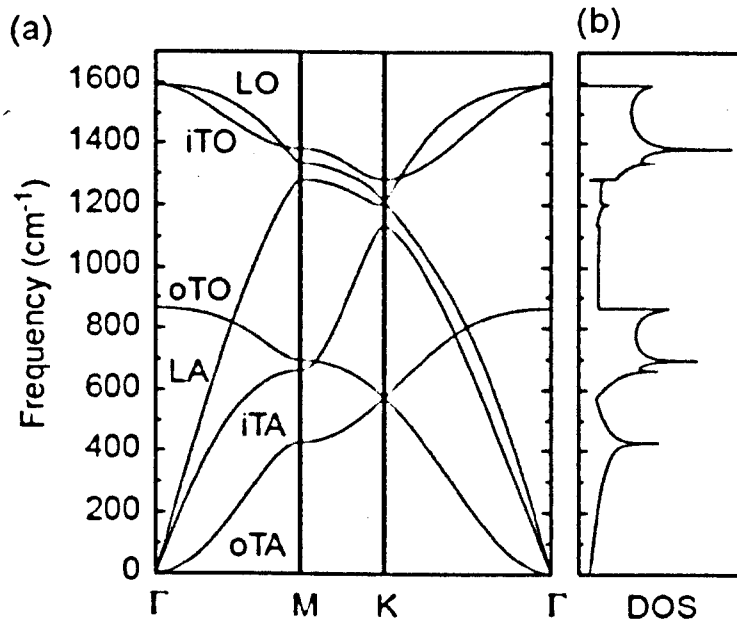 (a)
(b)
1600
1400
1200
1000
800
600
400
200
0
Frequency (cm⁻¹)
LO
iTO
oTO
LA
iTA
oTA
Γ M K Γ
DOS